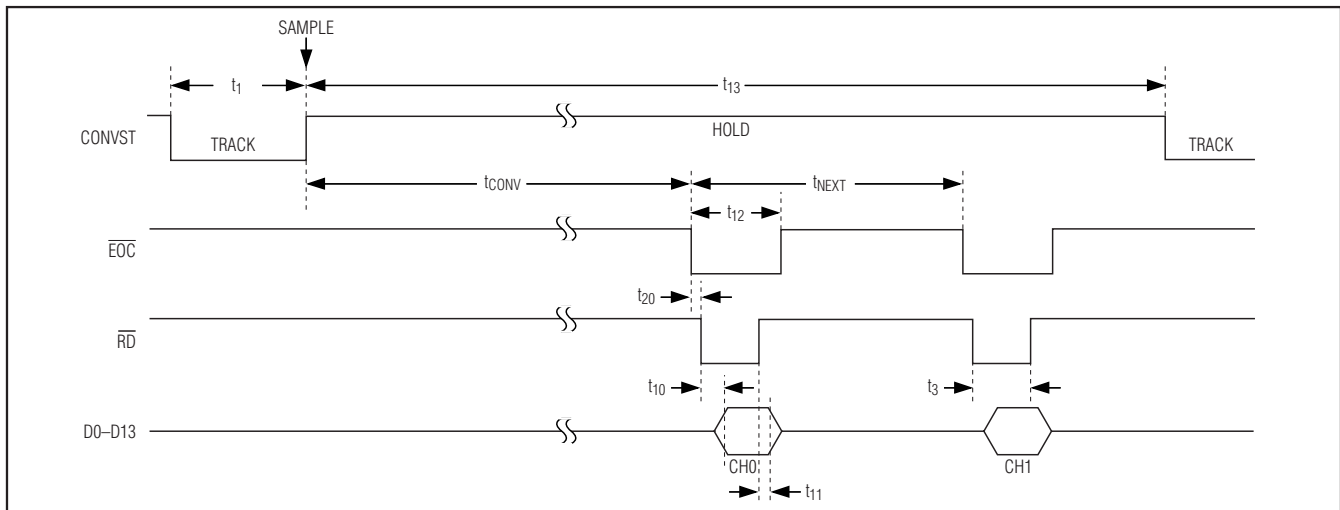 SAMPLE
t1
t13
CONVST
TRACK
HOLD
TRACK
tCONV
tNEXT
t12
EOC
t20
RD
t10
t3
D0–D13
CH0
CH1
t11